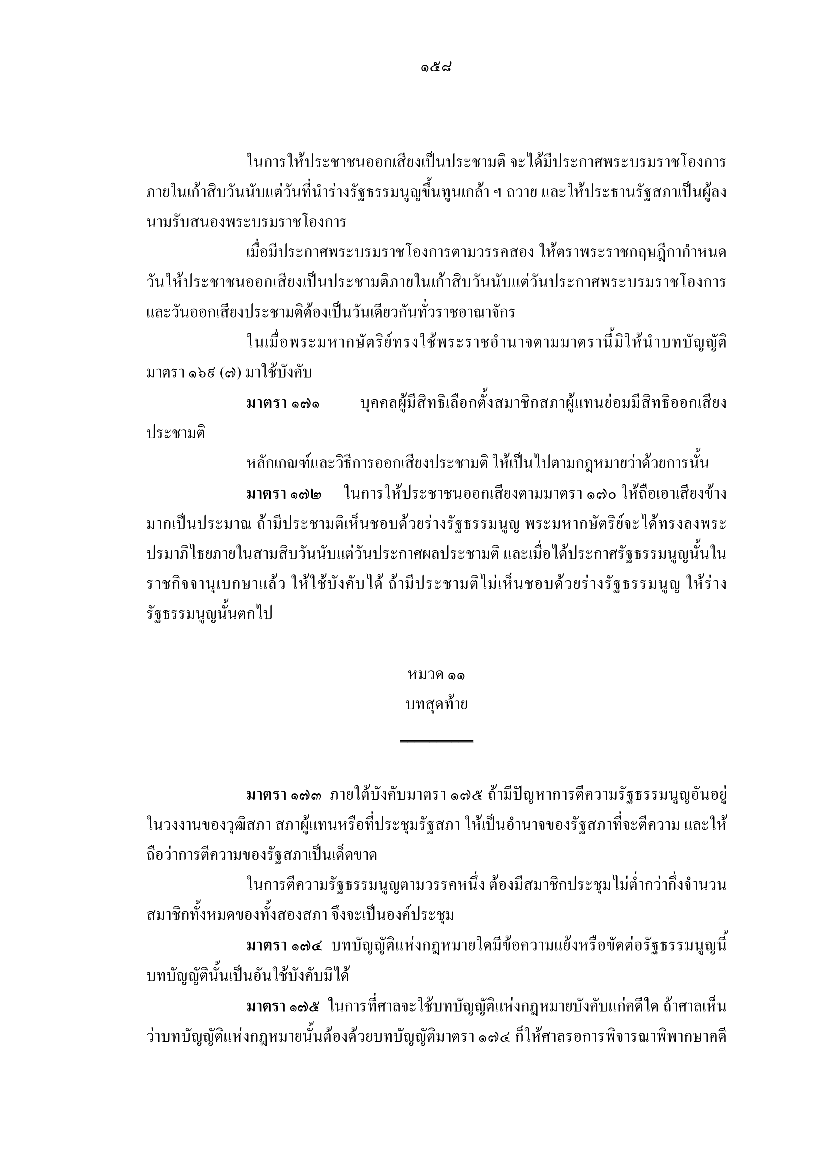 ๑๕๘
ในการให้ประชาชนออกเสียงเป็นประชามติ จะได้มีประกาศพระบรมราชโองการ
ภายในเก้าสิบวันนับแต่วันที่นำร่างรัฐธรรมนูญขึ้นทูนเกล้า ฯ ถวาย และให้ประธานรัฐสภาเป็นผู้ลง
นามรับสนองพระบรมราชโองการ
เมื่อมีประกาศพระบรมราชโองการตามวรรคสอง ให้ตราพระราชกฤษฎีกากำหนด
วันให้ประชาชนออกเสียงเป็นประชามติภายในเก้าสิบวันนับแต่วันประกาศพระบรมราชโองการ
และวันออกเสียงประชามติต้องเป็นวันเดียวกันทั่วราชอาณาจักร
ในเมื่อพระมหากษัตริย์ทรงใช้พระราชอำนาจตามมาตรานี้มิให้นำบทบัญญัติ
มาตรา ๑๖๙ (๗) มาใช้บังคับ
มาตรา ๑๗๑ บุคคลผู้มีสิทธิเลือกตั้งสมาชิกสภาผู้แทนย่อมมีสิทธิออกเสียง
ประชามติ
หลักเกณฑ์และวิธีการออกเสียงประชามติ ให้เป็นไปตามกฎหมายว่าด้วยการนั้น
มาตรา ๑๗๒ ในการให้ประชาชนออกเสียงตามมาตรา ๑๗๐ ให้ถือเอาเสียงข้าง
มากเป็นประมาณ ถ้ามีประชามติเห็นชอบด้วยร่างรัฐธรรมนูญ พระมหากษัตริย์จะได้ทรงลงพระ
ปรมาภิไธยภายในสามสิบวันนับแต่วันประกาศผลประชามติ และเมื่อได้ประกาศรัฐธรรมนูญนั้นใน
ราชกิจจานุเบกษาแล้ว ให้ใช้บังคับได้ ถ้ามีประชามติไม่เห็นชอบด้วยร่างรัฐธรรมนูญ ให้ร่าง
รัฐธรรมนูญนั้นตกไป
หมวด ๑๑
บทสุดท้าย
มาตรา ๑๗๓ ภายใต้บังคับมาตรา ๑๗๕ ถ้ามีปัญหาการตีความรัฐธรรมนูญอันอยู่
ในวงงานของวุฒิสภา สภาผู้แทนหรือที่ประชุมรัฐสภา ให้เป็นอำนาจของรัฐสภาที่จะตีความ และให้
ถือว่าการตีความของรัฐสภาเป็นเด็ดขาด
ในการตีความรัฐธรรมนูญตามวรรคหนึ่ง ต้องมีสมาชิกประชุมไม่ต่ำกว่ากึ่งจำนวน
สมาชิกทั้งหมดของทั้งสองสภา จึงจะเป็นองค์ประชุม
มาตรา ๑๗๔ บทบัญญัติแห่งกฎหมายใดมีข้อความแย้งหรือขัดต่อรัฐธรรมนูญนี้
บทบัญญัตินั้นเป็นอันใช้บังคับมิได้
มาตรา ๑๗๕ ในการที่ศาลจะใช้บทบัญญัติแห่งกฎหมายบังคับแก่คดีใด ถ้าศาลเห็น
ว่าบทบัญญัติแห่งกฎหมายนั้นต้องด้วยบทบัญญัติมาตรา ๑๗๔ ก็ให้ศาลรอการพิจารณาพิพากษาคดี